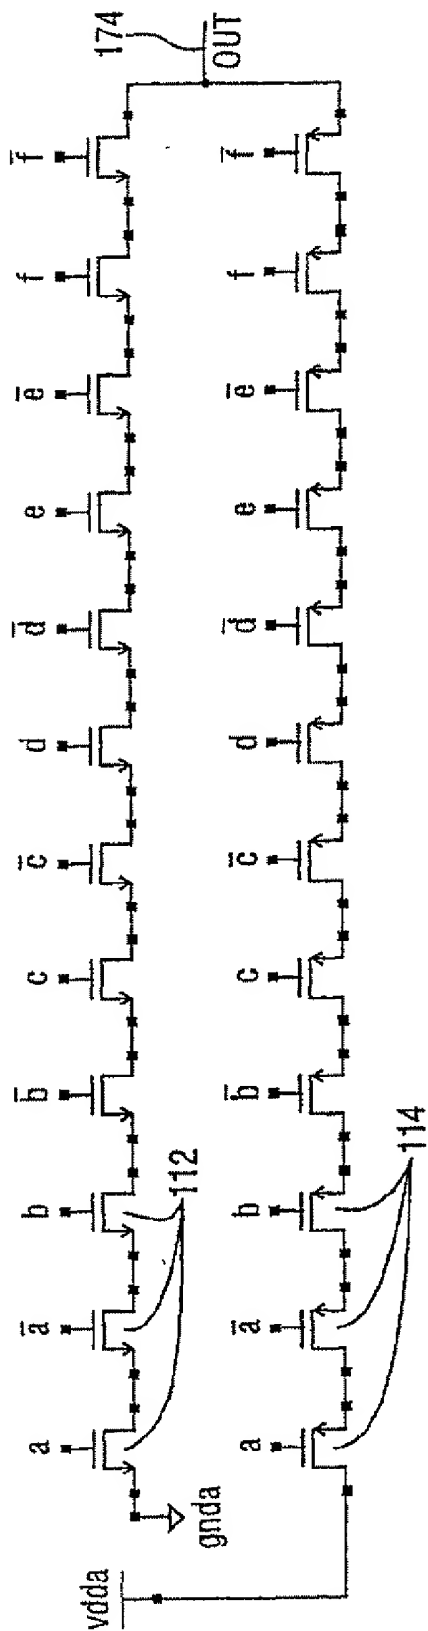 a a̅ b b̅ c c̅ d d̅ e e̅ f f̅
vdda
174
112
gnda
OUT
a a̅ b b̅ c c̅ d d̅ e e̅ f f̅
114